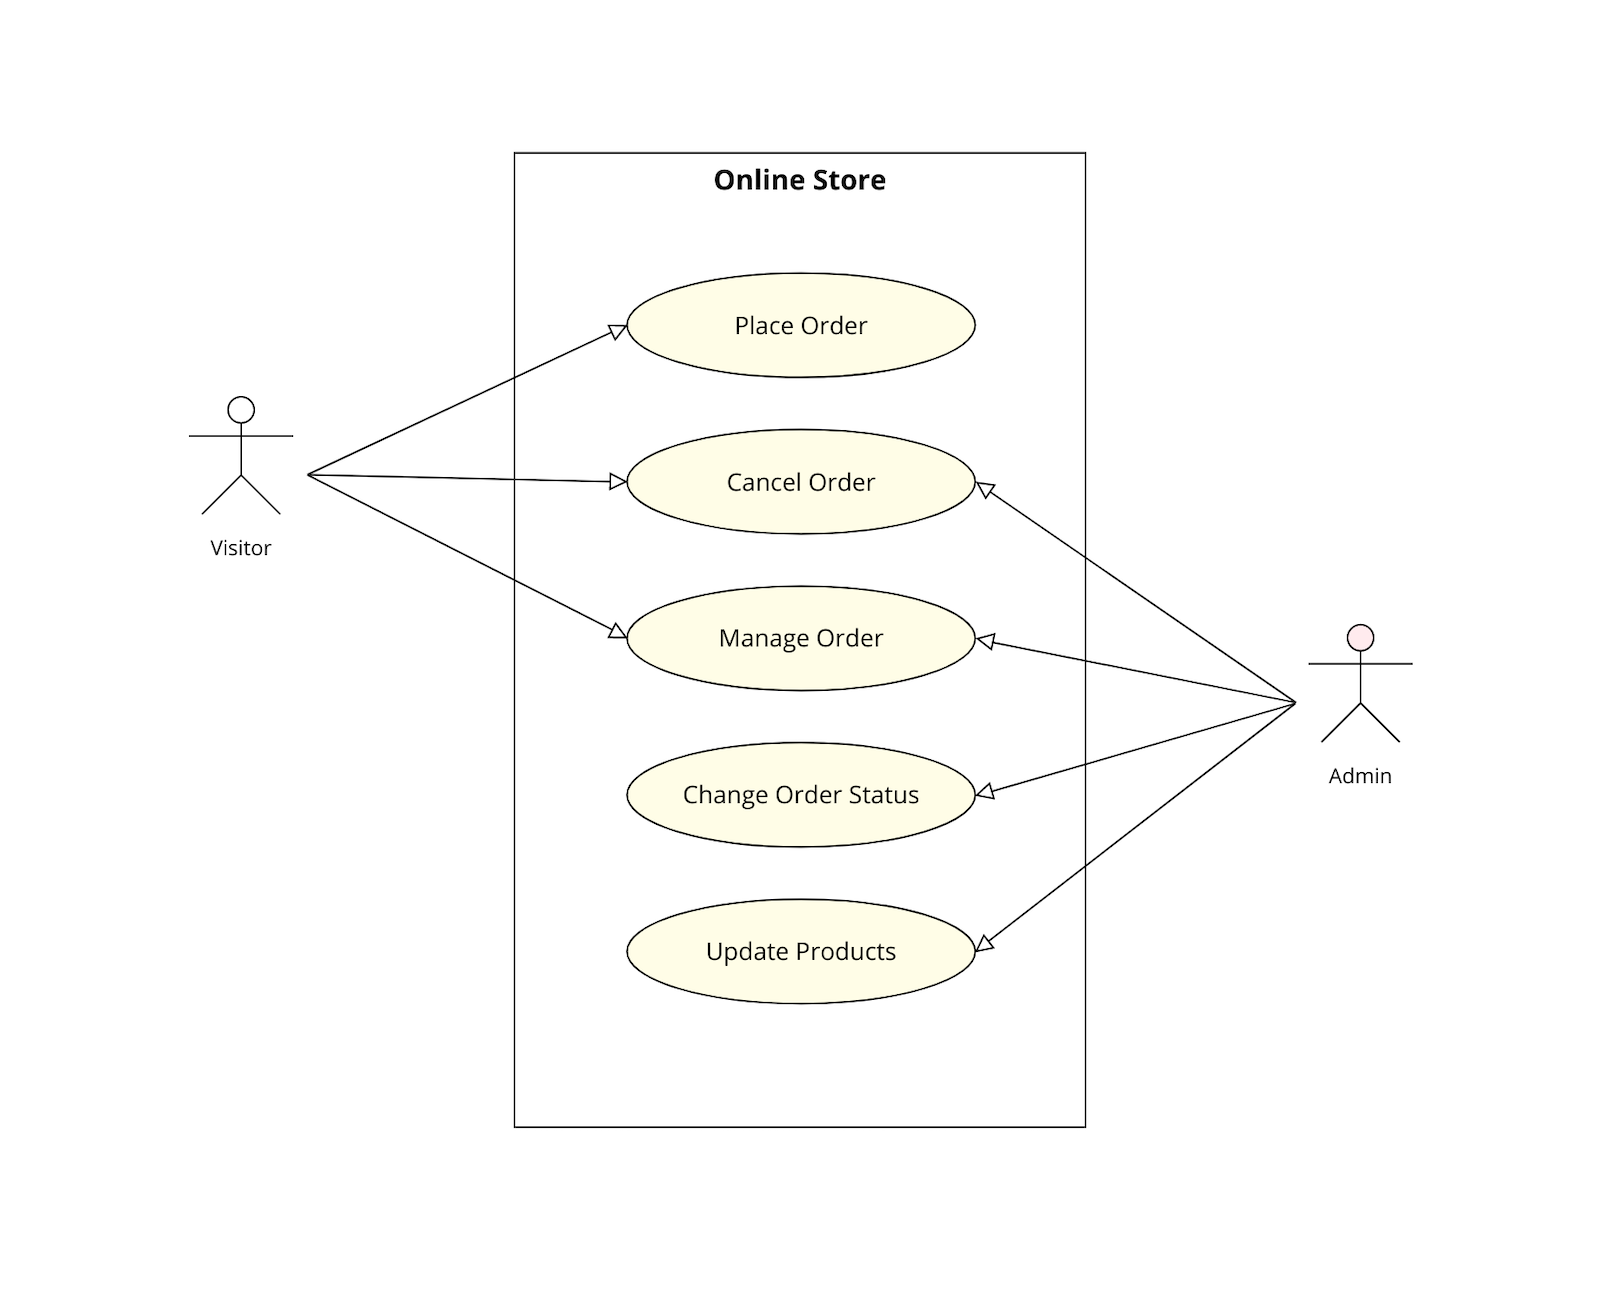 Online Store
Place Order
Cancel Order
Visitor
Manage Order
Admin
Change Order Status
Update Products